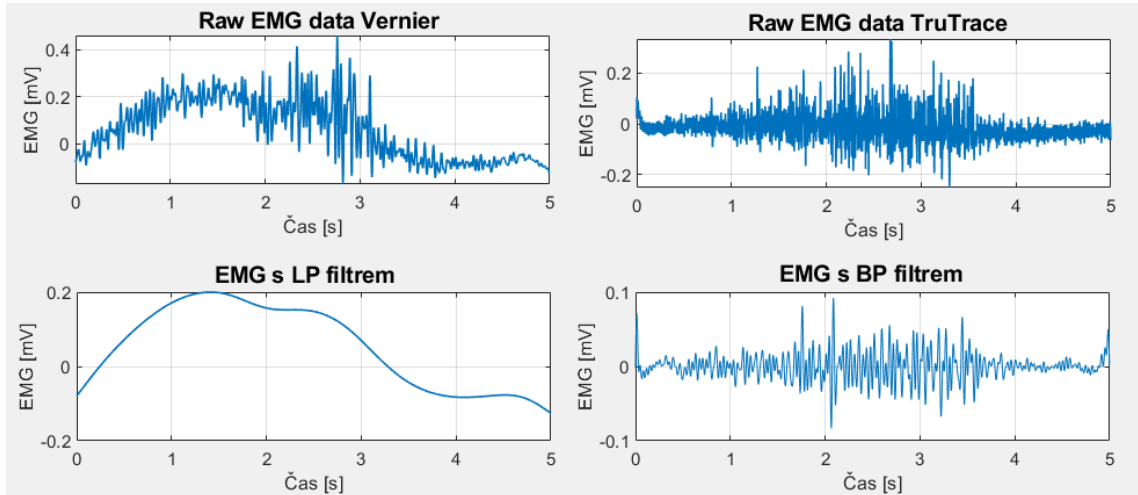 Raw EMG data Vernier
EMG [mV]
0.4
0.2
0
0 1 2 3 4 5
Čas [s]
Raw EMG data TruTrace
EMG [mV]
0.2
0
-0.2
0 1 2 3 4 5
Čas [s]
EMG s LP filtrem
EMG [mV]
0.2
0
-0.2
0 1 2 3 4 5
Čas [s]
EMG s BP filtrem
EMG [mV]
0.1
0
-0.1
0 1 2 3 4 5
Čas [s]